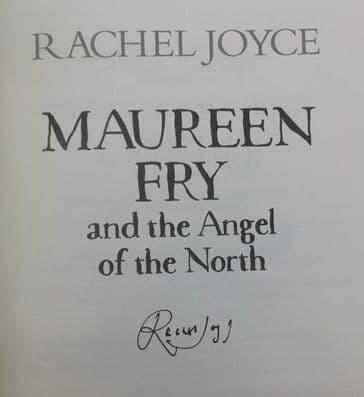 RACHEL JOYCE
MAUREEN
FRY
and the Angel
of the North